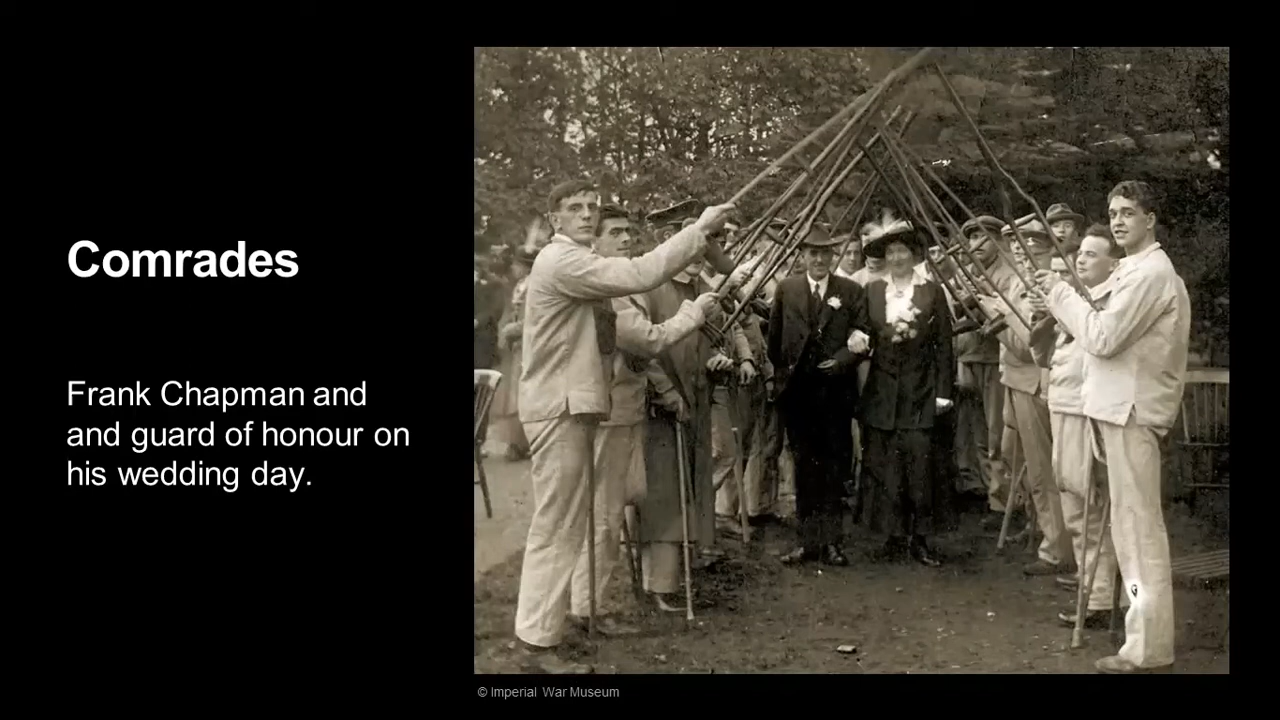 Comrades
Frank Chapman and
and guard of honour on
his wedding day.
© Imperial War Museum